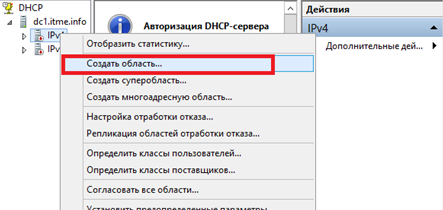 DHCP
dc1.itme.info
IPv4
Авторизация DHCP-сервера
Действия
IPv4
Дополнительные дей...
Отобразить статистику...
Создать область...
Создать суперобласть...
Создать многоадресную область...
Настройка отработки отказа...
Репликация областей отработки отказа...
Определить классы пользователей...
Определить классы поставщиков...
Согласовать все области...
Установить предопределенные параметры